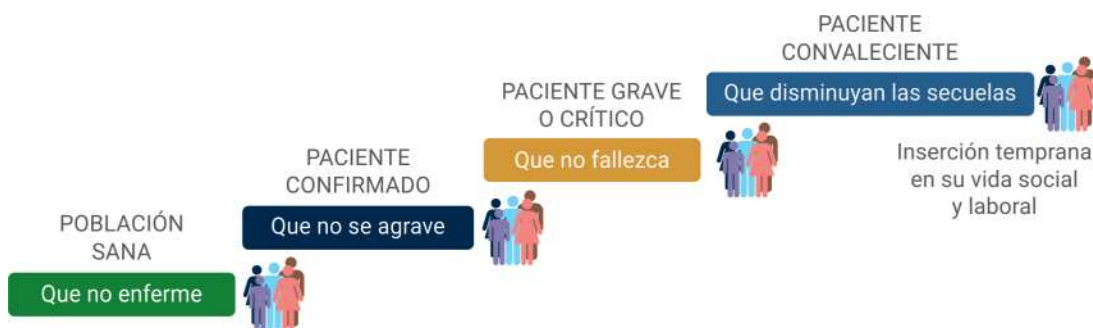 POBLACIÓN
SANA
Que no enferme
PACIENTE
CONFIRMADO
Que no se agrave
PACIENTE GRAVE
O CRÍTICO
Que no fallezca
PACIENTE
CONVALECIENTE
Que disminuyan las secuelas
Inserción temprana
en su vida social
y laboral